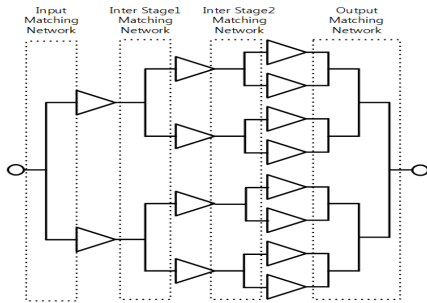 Input
Matching
Network
Inter Stage1
Matching
Network
Inter Stage2
Matching
Network
Output
Matching
Network